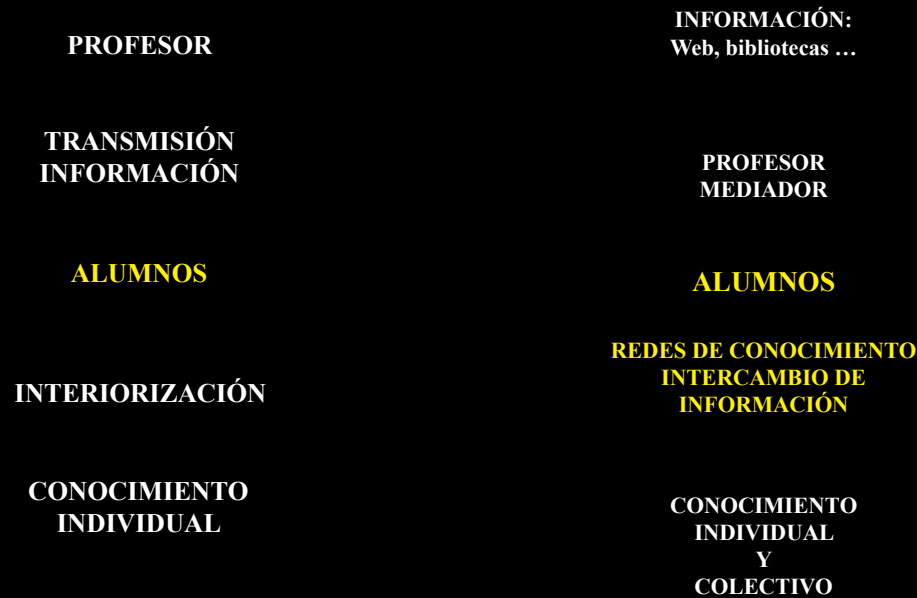 PROFESOR
TRANSMISIÓN
INFORMACIÓN
ALUMNOS
INTERIORIZACIÓN
CONOCIMIENTO
INDIVIDUAL
INFORMACIÓN:
Web, bibliotecas …
PROFESOR
MEDIADOR
ALUMNOS
REDES DE CONOCIMIENTO
INTERCAMBIO DE
INFORMACIÓN
CONOCIMIENTO
INDIVIDUAL
Y
COLECTIVO